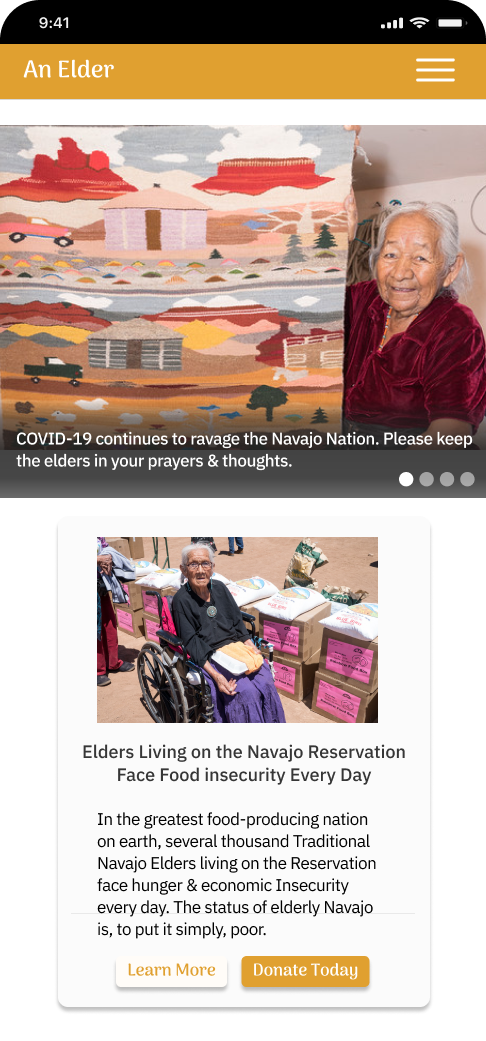 9:41
An Elder
COVID-19 continues to ravage the Navajo Nation. Please keep
the elders in your prayers & thoughts.
Elders Living on the Navajo Reservation
Face Food insecurity Every Day
In the greatest food-producing nation
on earth, several thousand Traditional
Navajo Elders living on the Reservation
face hunger & economic Insecurity
every day. The status of elderly Navajo
is, to put it simply, poor.
Learn More
Donate Today